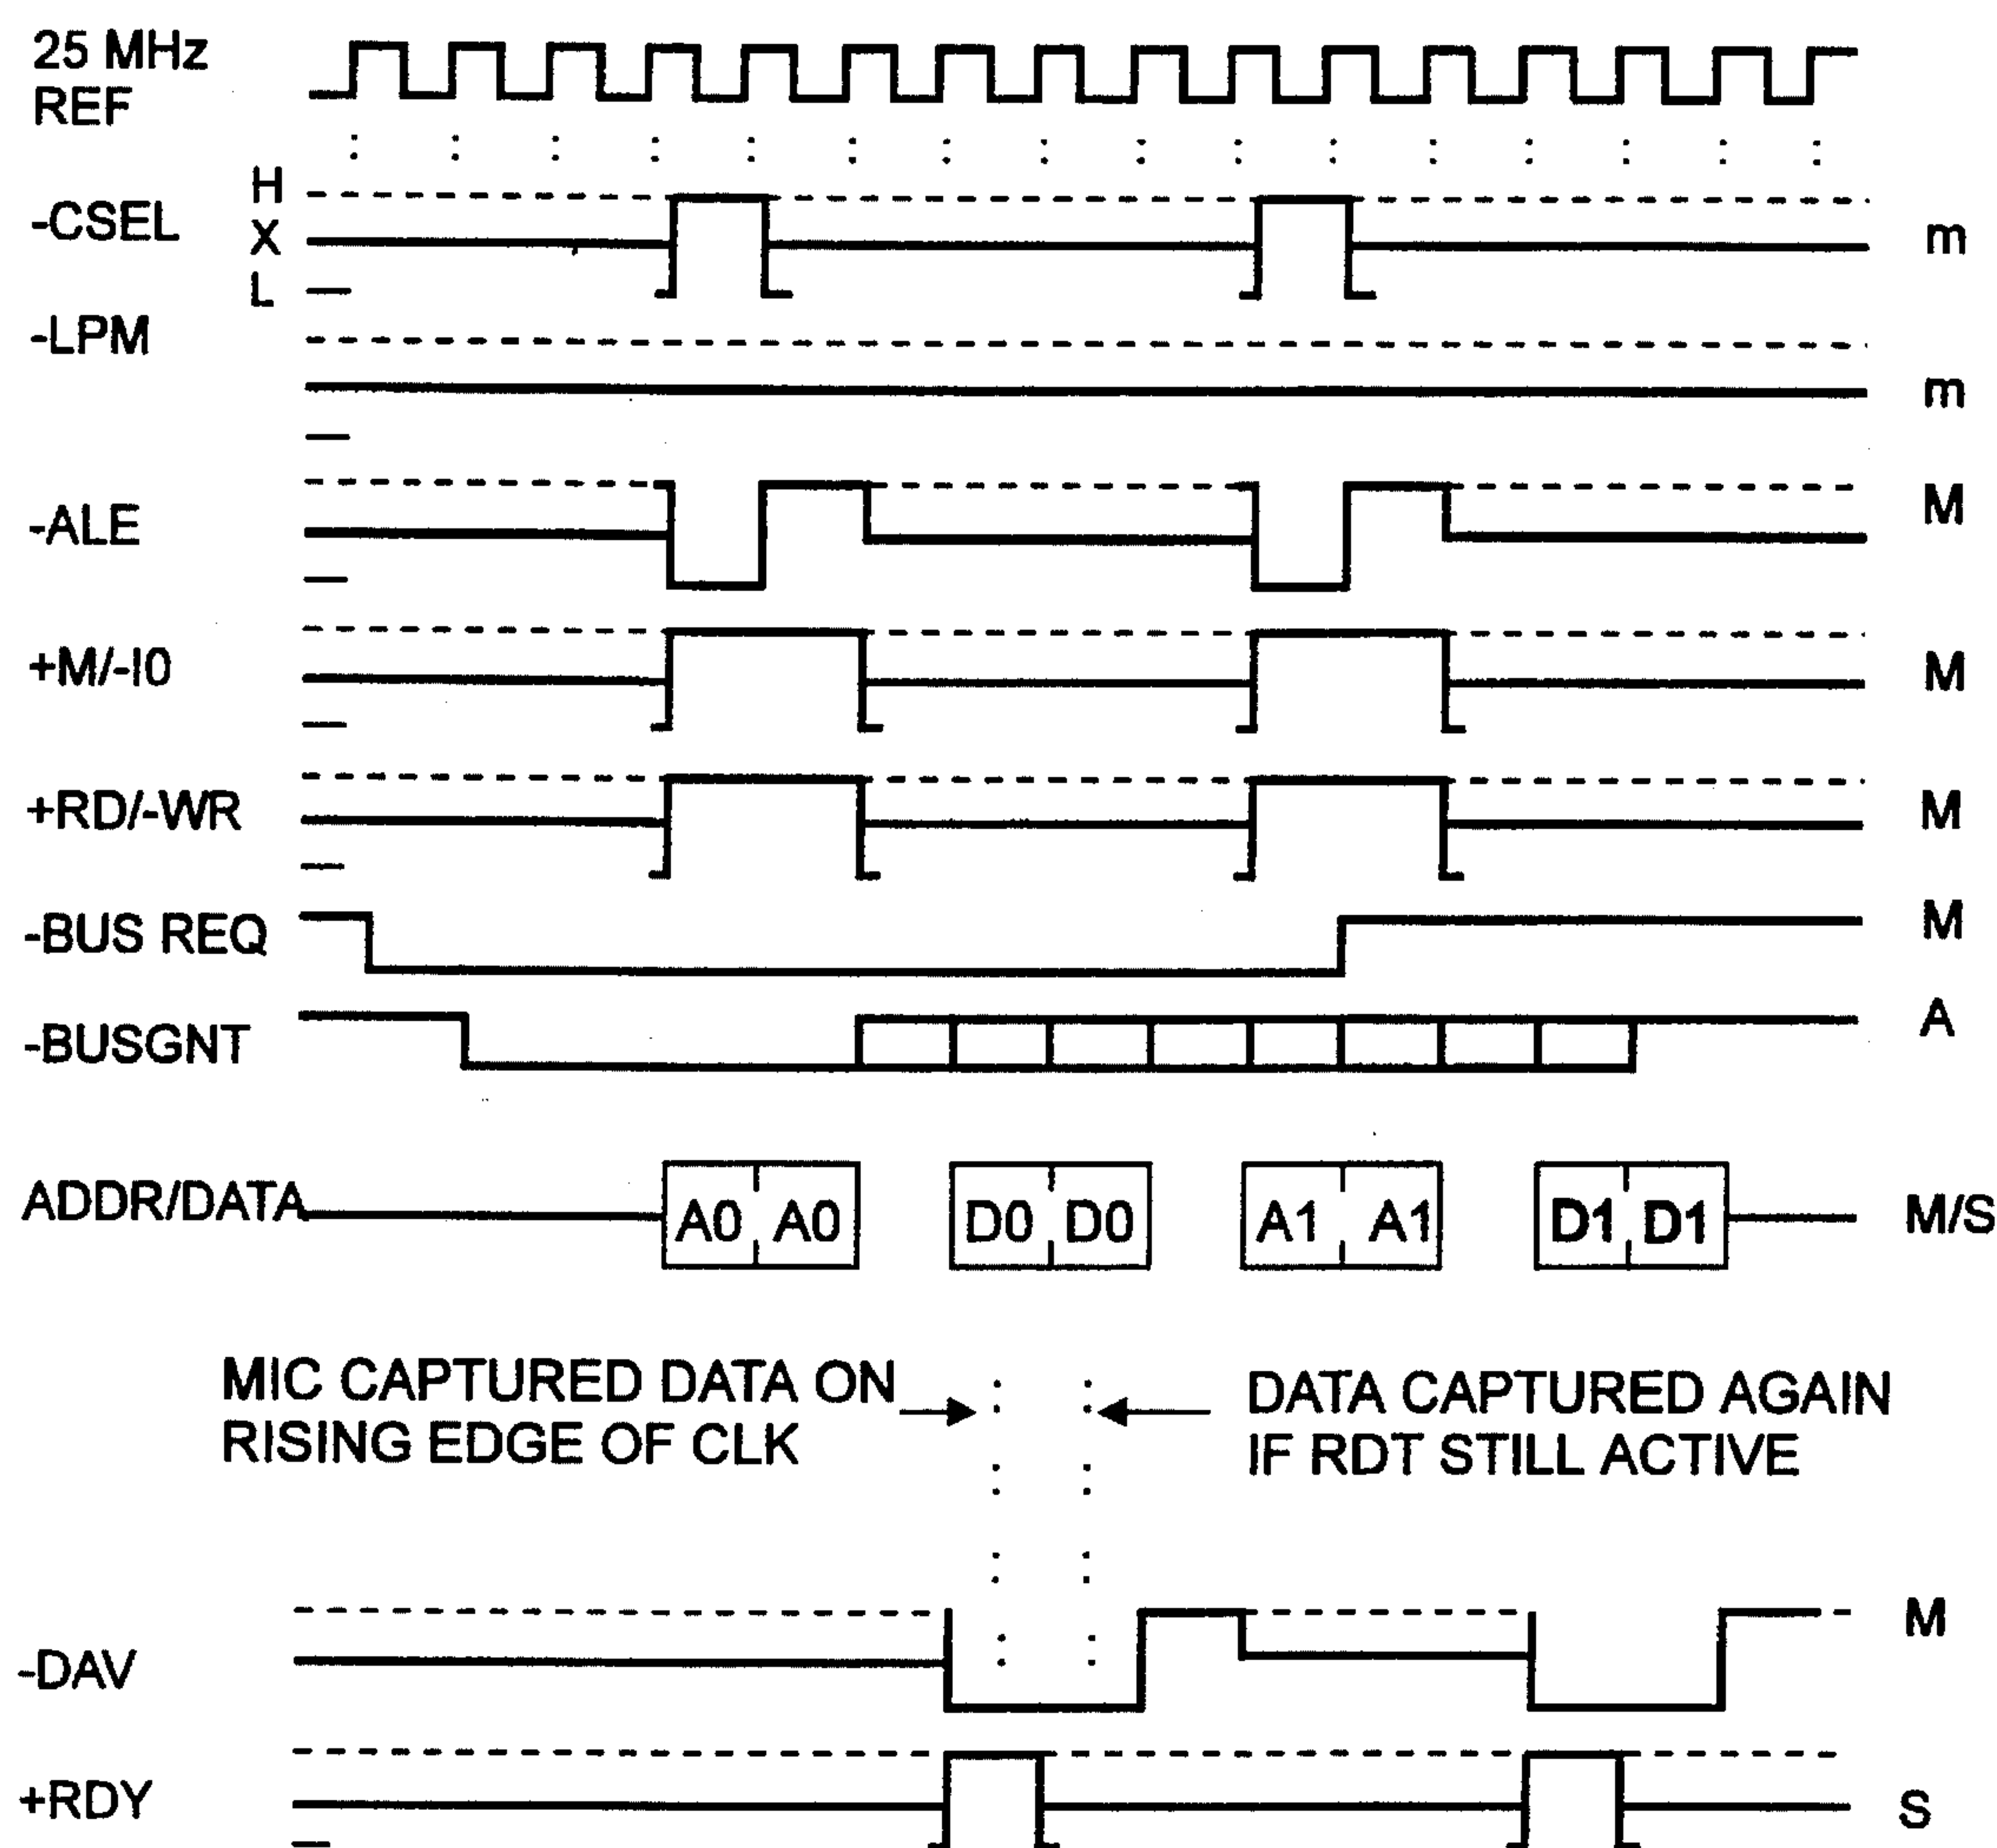 25 MHz
REF
H
-CSEL X m
L
-LPM m
-ALE M
+M/-I0 M
+RD/-WR M
-BUS REQ M
-BUSGNT A
ADDR/DATA A0 A0 D0 D0 A1 A1 D1 D1 M/S
MIC CAPTURED DATA ON
RISING EDGE OF CLK
DATA CAPTURED AGAIN
IF RDT STILL ACTIVE
-DAV M
+RDY S